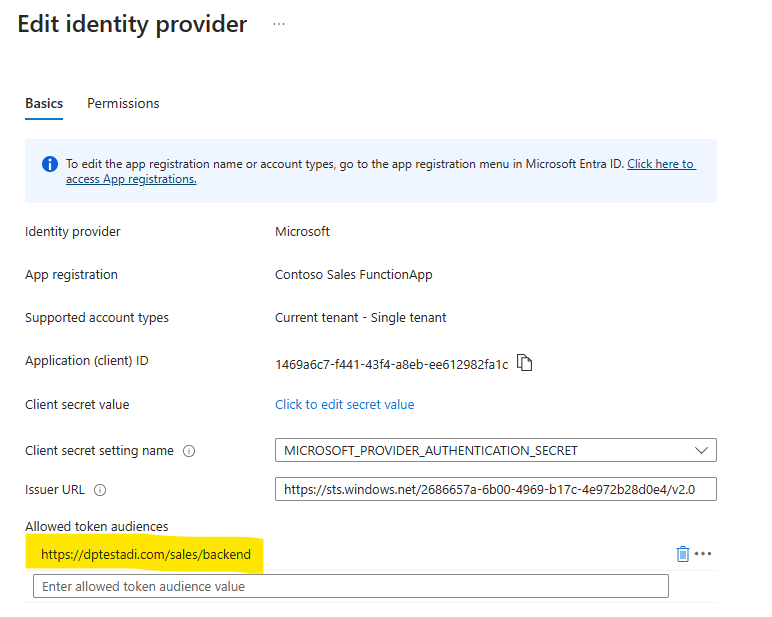 Edit identity provider ...
Basics Permissions
To edit the app registration name or account types, go to the app registration menu in Microsoft Entra ID. Click here to
access App registrations.
Identity provider Microsoft
App registration Contoso Sales FunctionApp
Supported account types Current tenant - Single tenant
Application (client) ID 1469a6c7-f441-43f4-a8eb-ee612982fa1c
Client secret value Click to edit secret value
Client secret setting name MICROSOFT_PROVIDER_AUTHENTICATION_SECRET
Issuer URL https://sts.windows.net/2686657a-6b00-4969-b17c-4e972b28d0e4/v2.0
Allowed token audiences
https://dptestadi.com/sales/backend
Enter allowed token audience value